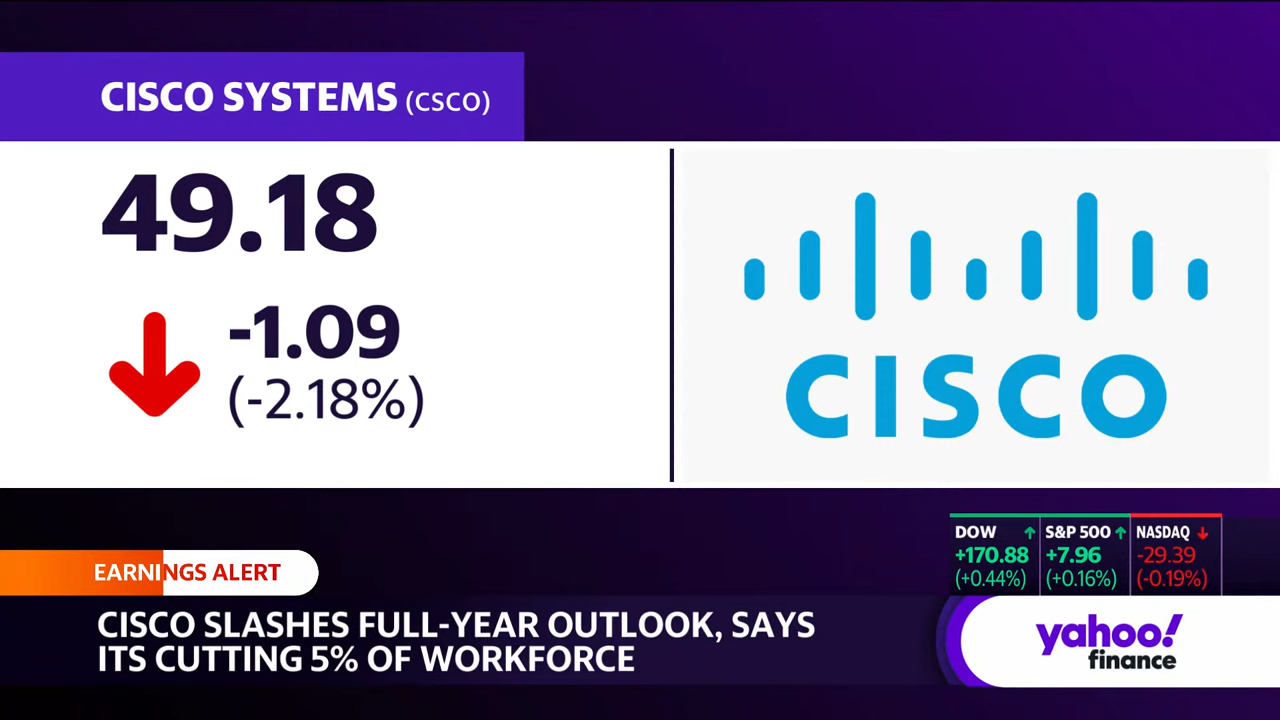 CISCO SYSTEMS (CSCO)
49.18
-1.09
(-2.18%)
CISCO
EARNINGS ALERT
CISCO SLASHES FULL-YEAR OUTLOOK, SAYS
ITS CUTTING 5% OF WORKFORCE
DOW
+170.88
(+0.44%)
S&P 500
+7.96
(+0.16%)
NASDAQ
-29.39
(-0.19%)
yahoo!
finance